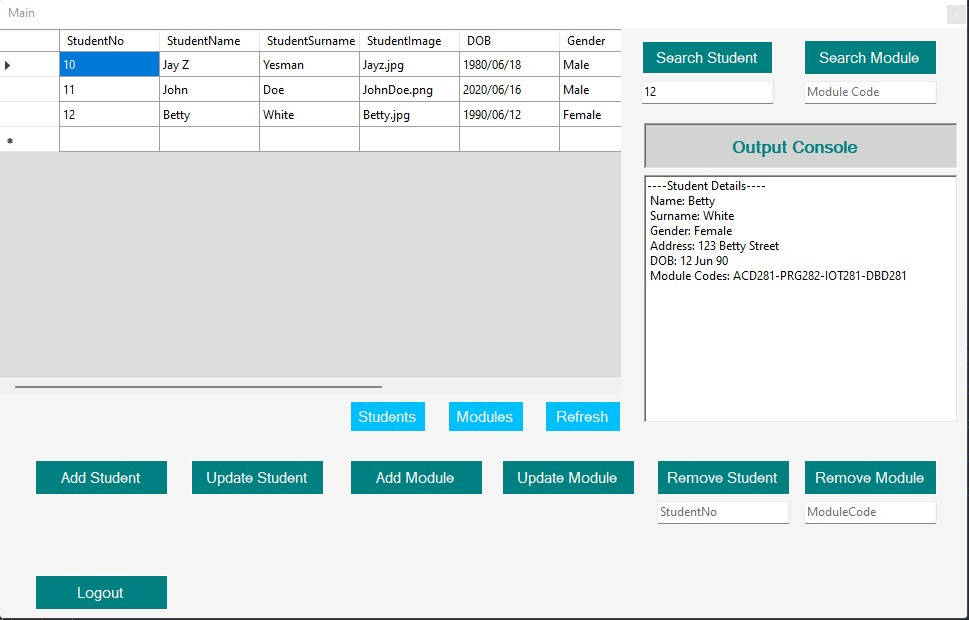 Main
StudentNo StudentName StudentSurname StudentImage DOB Gender
10 Jay Z Yesman Jayz.jpg 1980/06/18 Male
11 John Doe JohnDoe.png 2020/06/16 Male
12 Betty White Betty.jpg 1990/06/12 Female
Search Student Search Module
12 Module Code
Output Console
----Student Details----
Name: Betty
Surname: White
Gender: Female
Address: 123 Betty Street
DOB: 12 Jun 90
Module Codes: ACD281-PRG282-IOT281-DBD281
Students Modules Refresh
Add Student Update Student Add Module Update Module Remove Student Remove Module
StudentNo ModuleCode
Logout